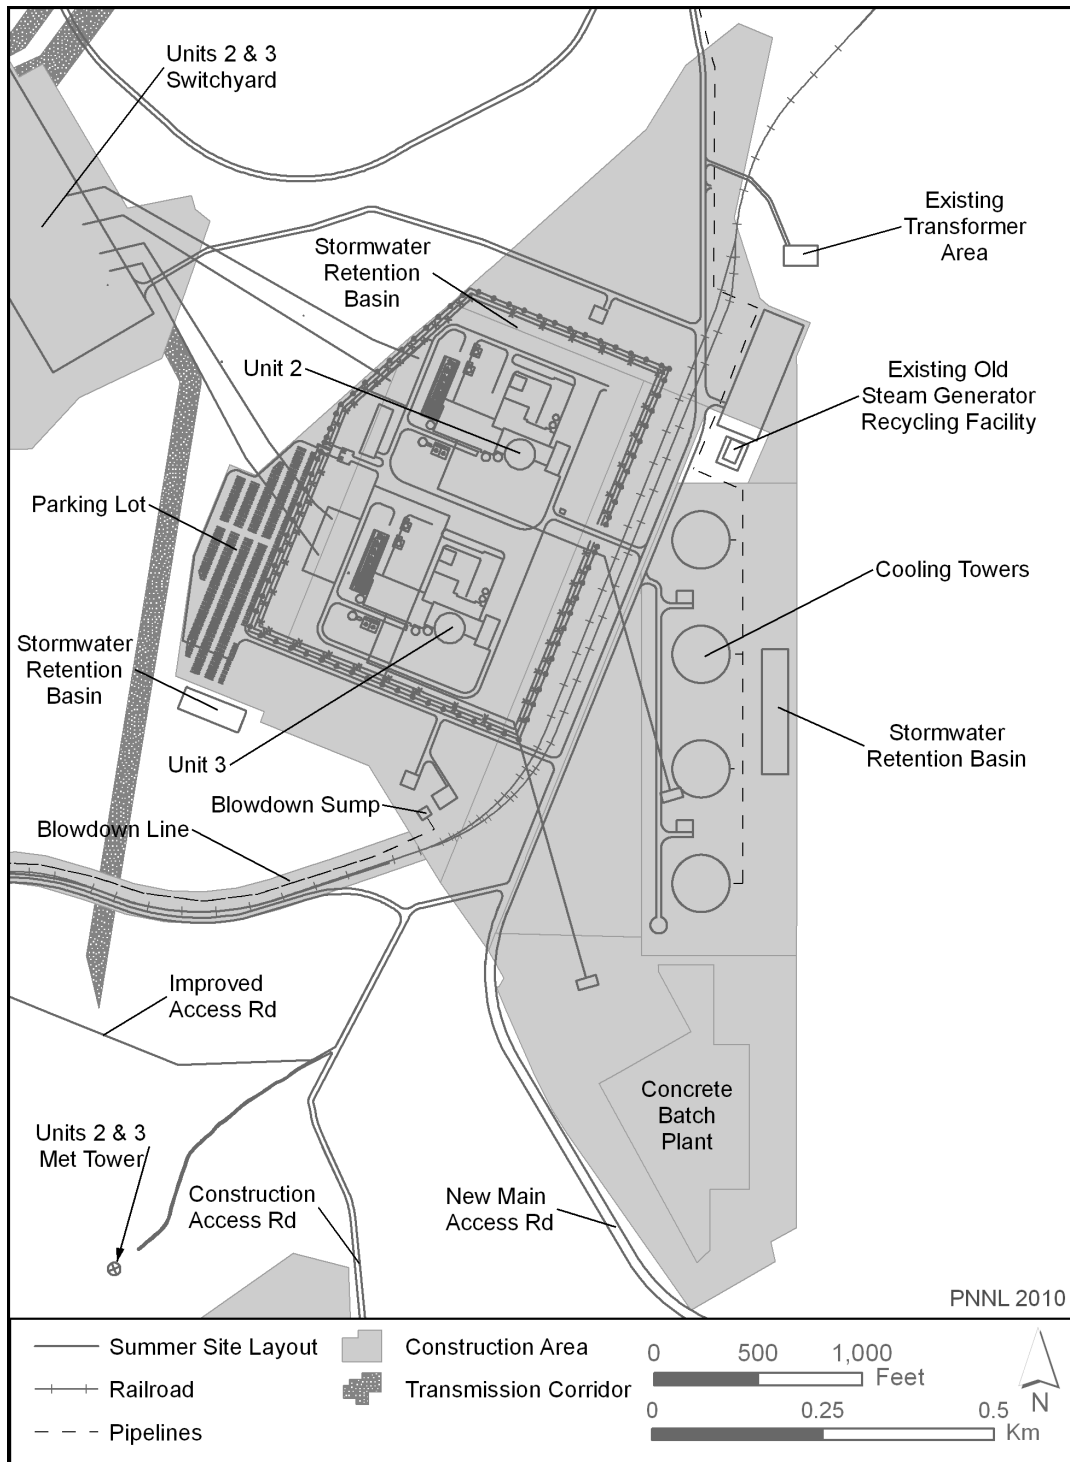 Units 2 & 3
Switchyard
Existing
Transformer
Area
Stormwater
Retention
Basin
Unit 2
Existing Old
Steam Generator
Recycling Facility
Parking Lot
Cooling Towers
Stormwater
Retention
Basin
Stormwater
Retention Basin
Unit 3
Blowdown Sump
Blowdown Line
Improved
Access Rd
Concrete
Batch
Plant
Units 2 & 3
Met Tower
Construction
Access Rd
New Main
Access Rd
PNNL 2010
Summer Site Layout
Construction Area
0 500 1,000
Feet
Railroad
Transmission Corridor
N
0 0.25 0.5
Km
Pipelines